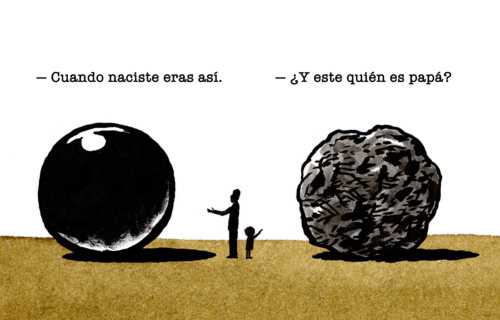 — Cuando naciste eras así.
— ¿Y este quién es papá?